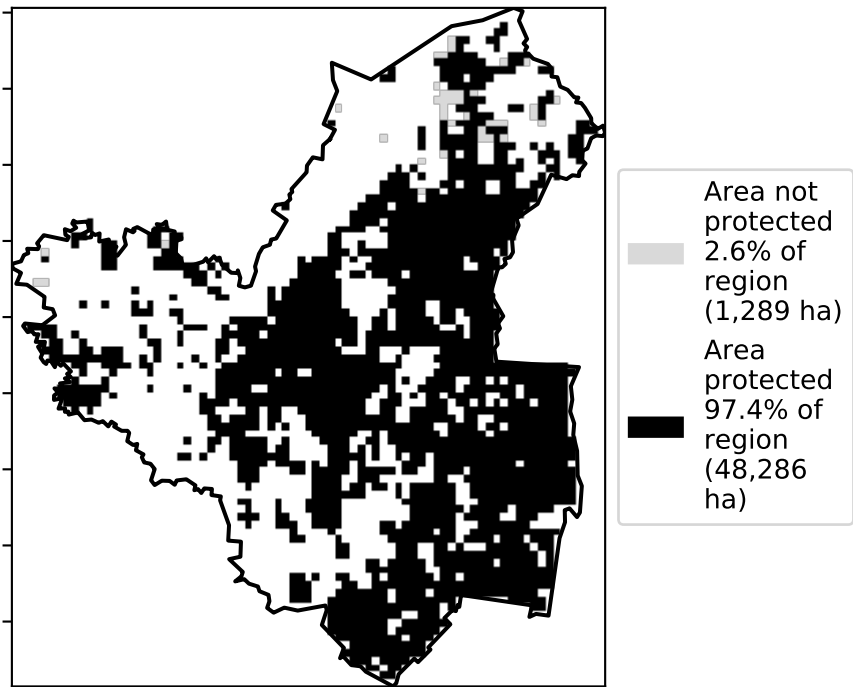 Area not
protected
2.6% of
region
(1,289 ha)
Area
protected
97.4% of
region
(48,286
ha)